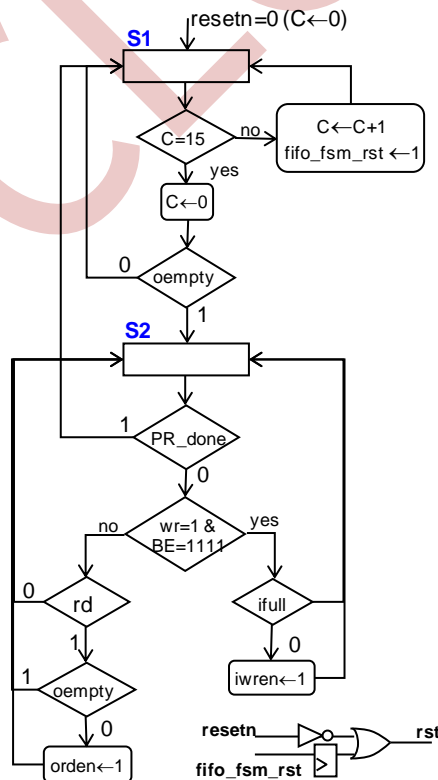 resetn=0 (C←0)
S1
C=15
no
C←C+1
fifo_fsm_rst ←1
yes
C←0
0
oempty
1
S2
1
PR_done
0
no
wr=1 &
BE=1111
yes
0
rd
ifull
1
0
1
oempty
iwren←1
0
orden←1
resetn
rst
fifo_fsm_rst